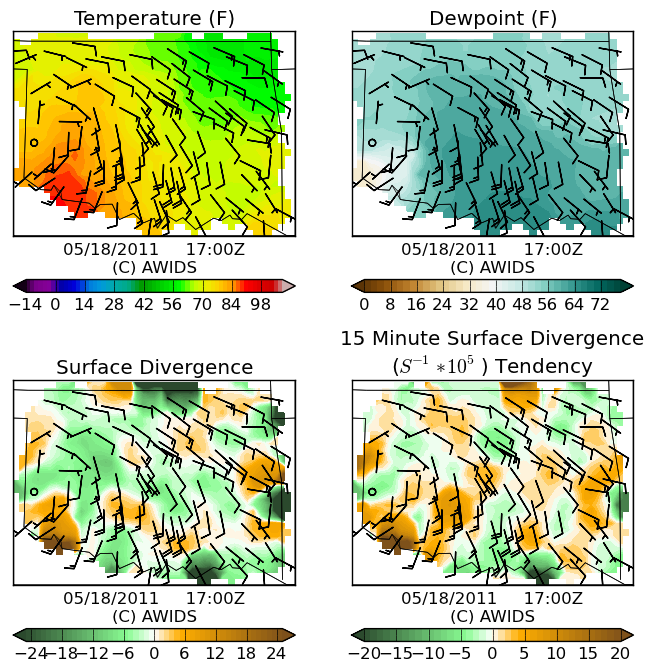 Temperature (F)
Dewpoint (F)
05/18/2011 17:00Z
(C) AWIDS
05/18/2011 17:00Z
(C) AWIDS
−14 0 14 28 42 56 70 84 98
0 8 16 24 32 40 48 56 64 72
Surface Divergence
15 Minute Surface Divergence
(S⁻¹ *10⁵ ) Tendency
05/18/2011 17:00Z
(C) AWIDS
05/18/2011 17:00Z
(C) AWIDS
−24 −18 −12 −6 0 6 12 18 24
−20 −15 −10 −5 0 5 10 15 20